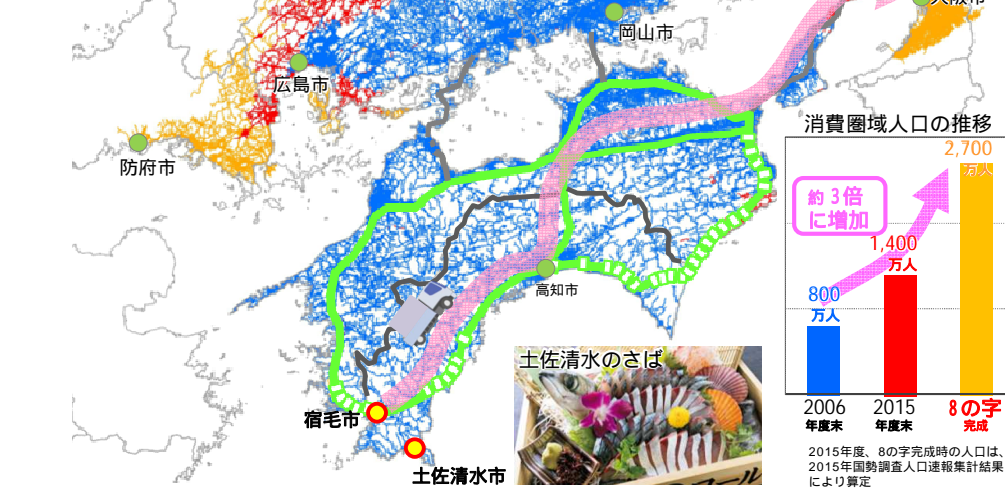 大阪市
岡山市
広島市
防府市
高知市
宿毛市
土佐清水市
土佐清水のさば
消費圏域人口の推移
2,700
万人
約3倍
に増加
1,400
万人
800
万人
2006
年度末
2015
年度末
8の字
完成
2015年度、8の字完成時の人口は、
2015年国勢調査人口速報集計結果
により算定